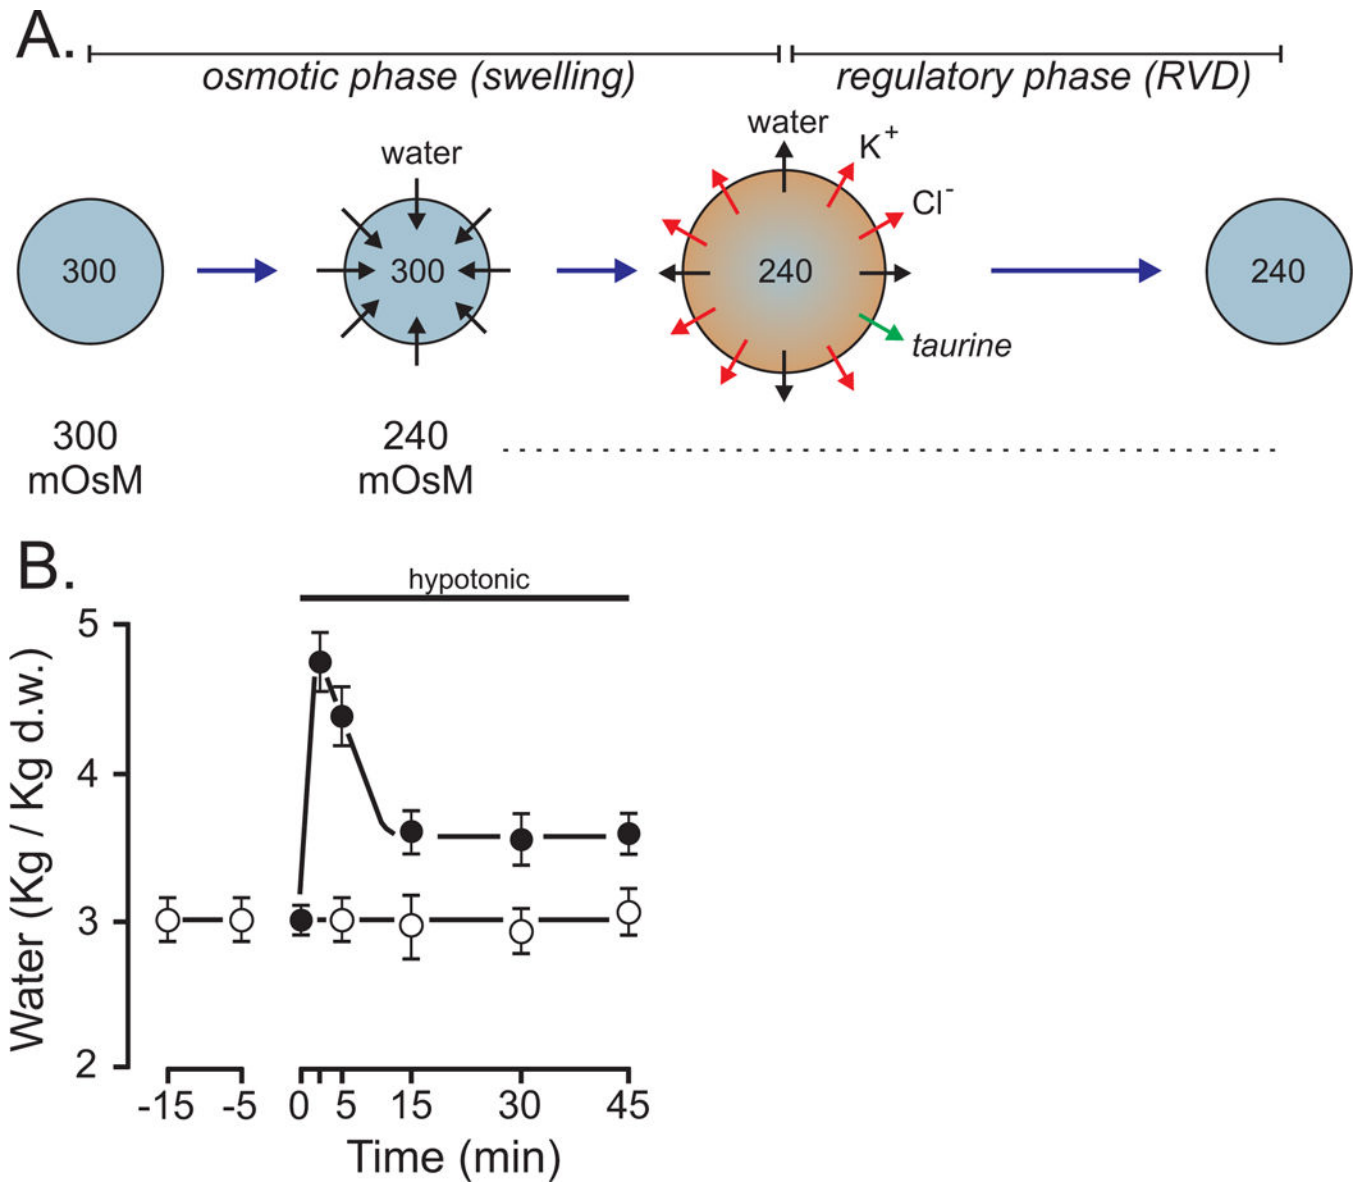 A.
osmotic phase (swelling)
regulatory phase (RVD)
water
water
K+
Cl-
300
300
240
240
taurine
300
mOsM
240
mOsM
B.
hypotonic
5
4
3
2
Water (Kg / Kg d.w.)
-15 -5 0 5 15 30 45
Time (min)